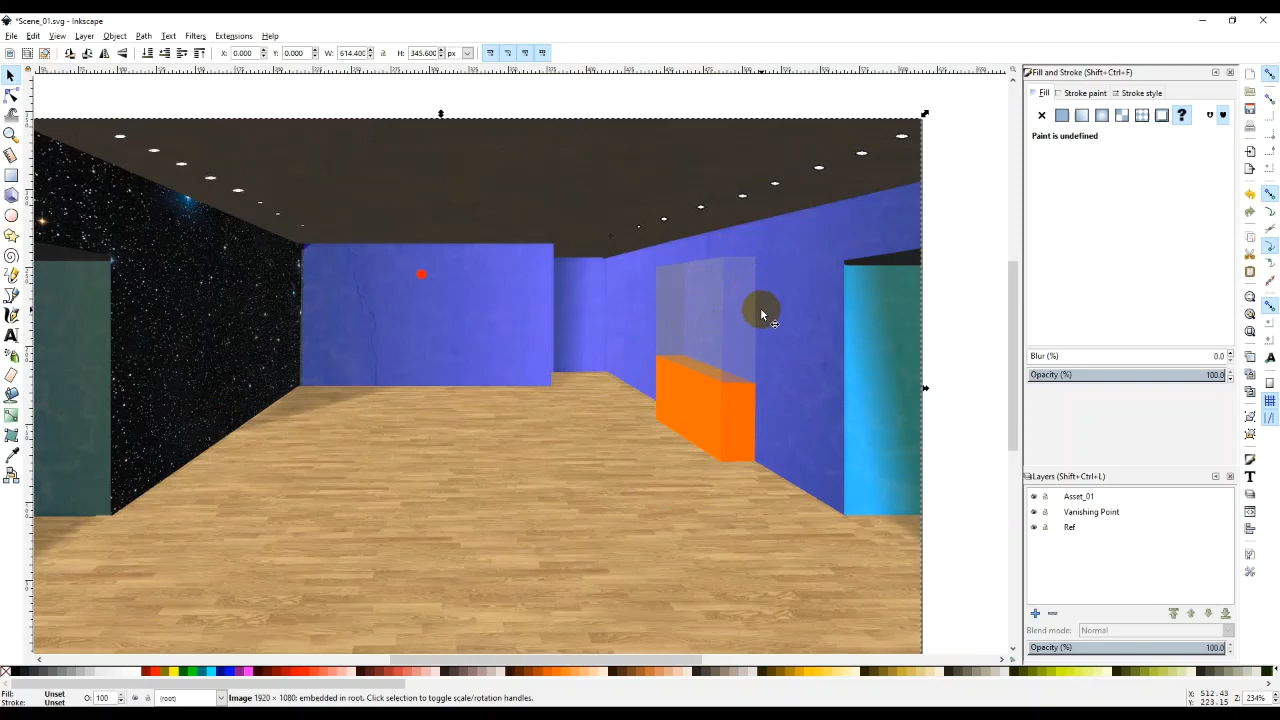 *Scene_01.svg - Inkscape
File Edit View Layer Object Path Text Filters Extensions Help
X: 0.000 Y: 0.000 W: 614.400 H: 345.600 px
Fill and Stroke (Shift+Ctrl+F)
Fill Stroke paint Stroke style
Paint is undefined
Blur (%) 0.0
Opacity (%) 100.0
Layers (Shift+Ctrl+L)
Asset_01
Vanishing Point
Ref
Blend mode: Normal
Opacity (%) 100.0
Fill: Unset
Stroke: Unset
O: 100
(root)
Image 1920 × 1080: embedded in root. Click selection to toggle scale/rotation handles.
X: 512.43
Y: 223.15
Z: 234%